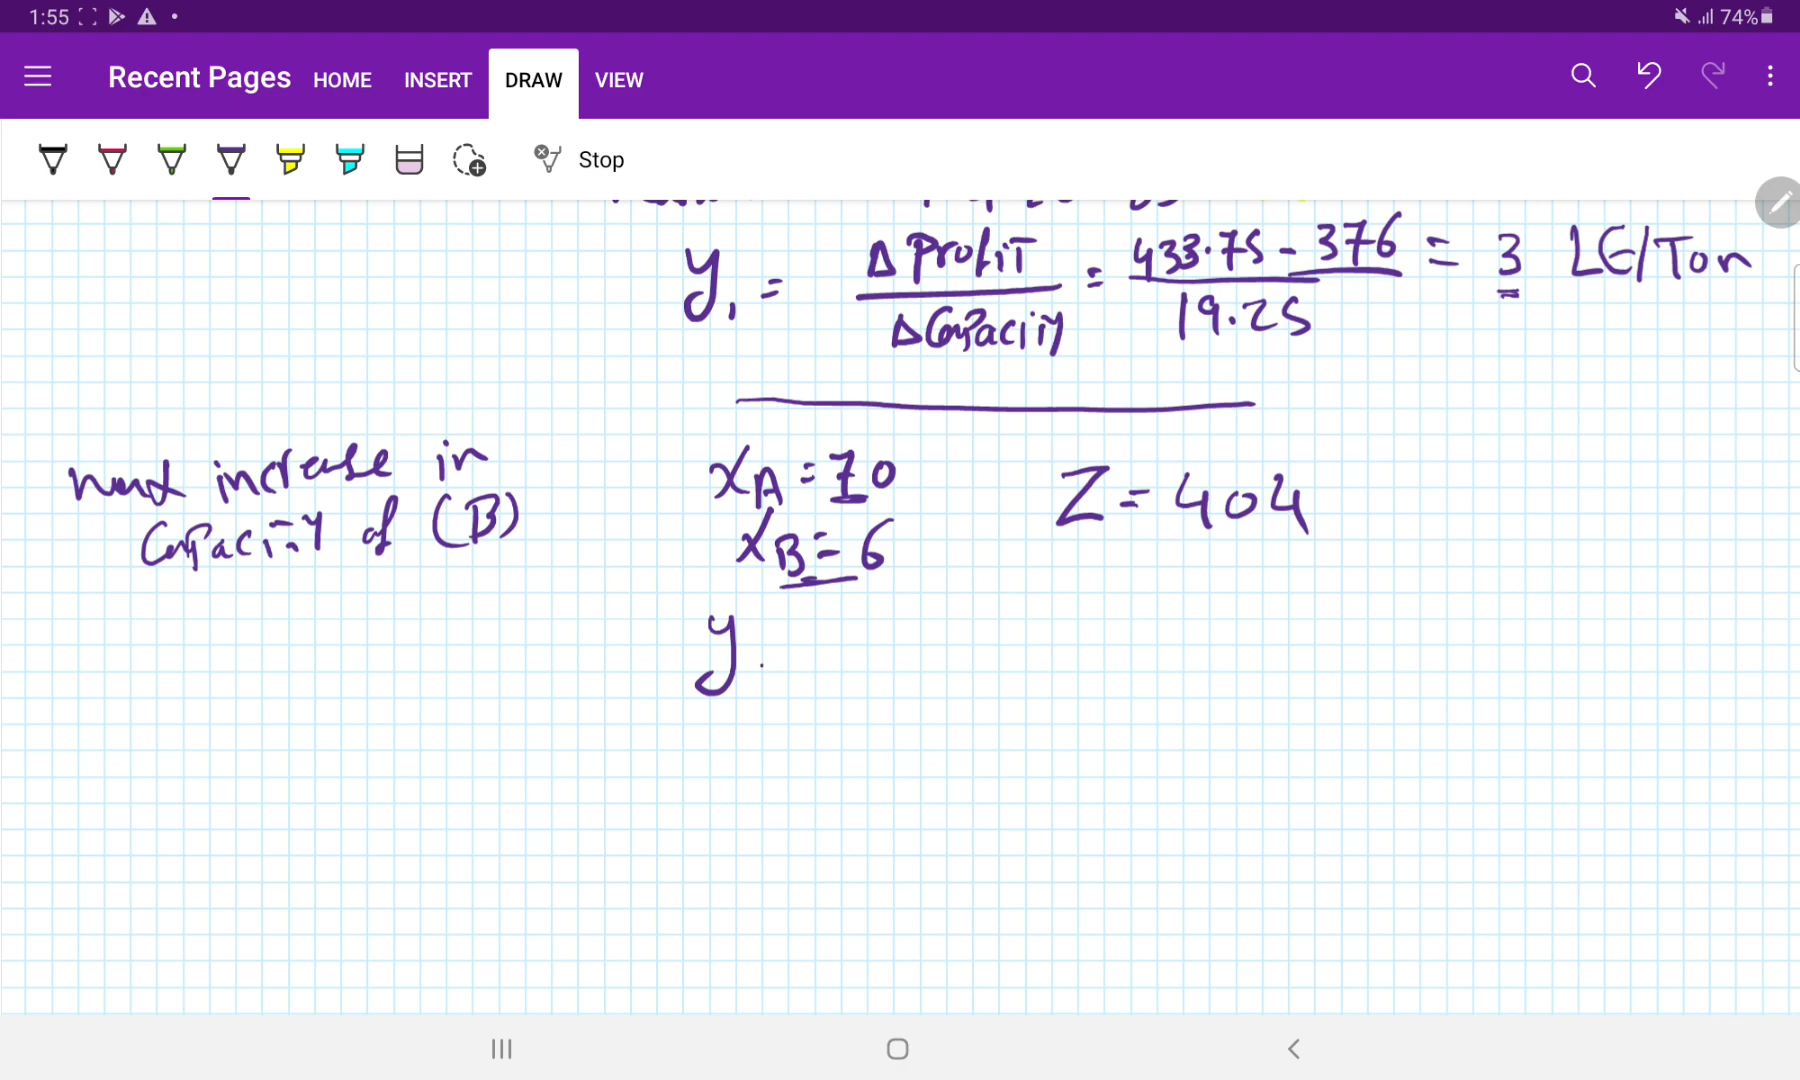 1:55
74%
Recent Pages HOME INSERT DRAW VIEW
Stop
y₁ = ΔProfit / ΔCapacity = 433.75 - 376 / 19.25 = 3 LE/Ton
increase in
Capacity of (B)
xA = 70
xB = 6
Z = 404
y